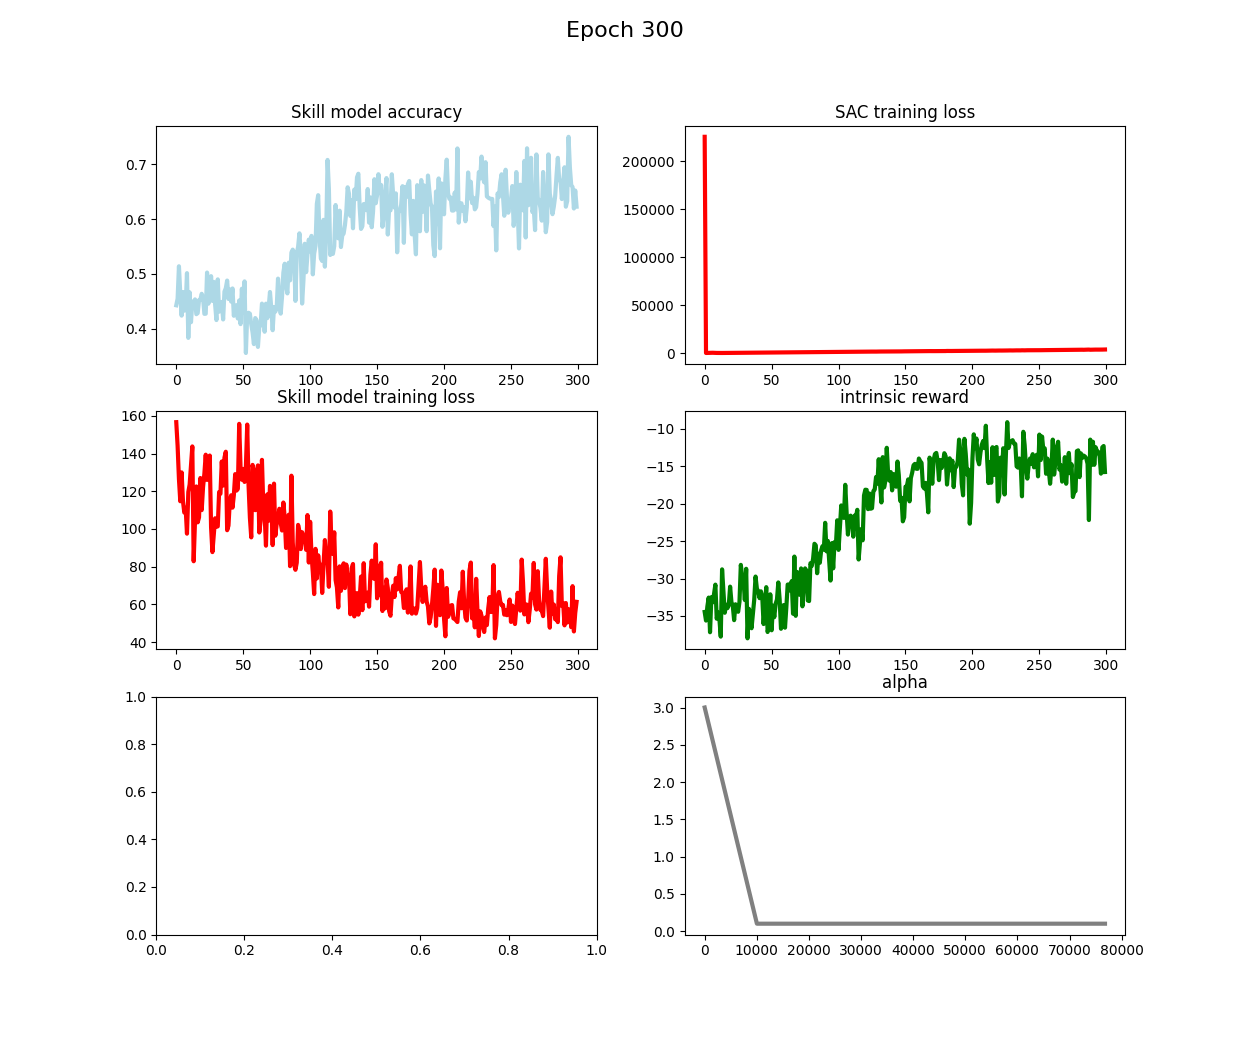 Epoch 300
Skill model accuracy
0.7
0.6
0.5
0.4
0 50 100 150 200 250 300
SAC training loss
200000
150000
100000
50000
0
0 50 100 150 200 250 300
Skill model training loss
160
140
120
100
80
60
40
0 50 100 150 200 250 300
intrinsic reward
−10
−15
−20
−25
−30
−35
0 50 100 150 200 250 300
1.0
0.8
0.6
0.4
0.2
0.0
0.0 0.2 0.4 0.6 0.8 1.0
alpha
3.0
2.5
2.0
1.5
1.0
0.5
0.0
0 10000 20000 30000 40000 50000 60000 70000 80000